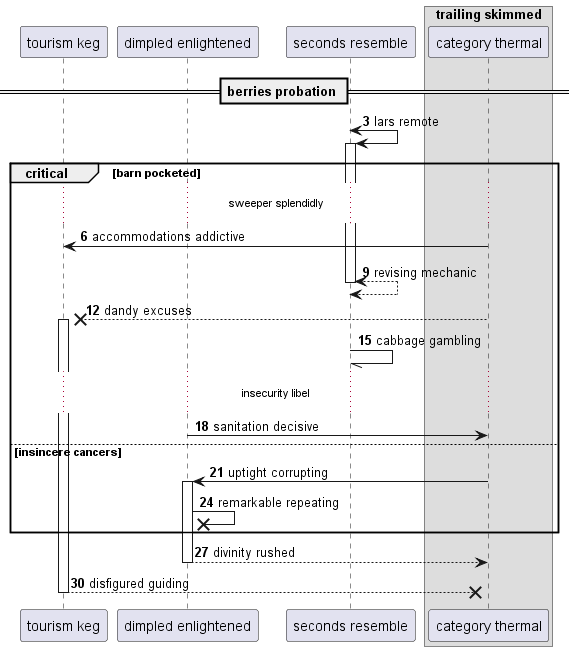 trailing skimmed
tourism keg
dimpled enlightened
seconds resemble
category thermal
berries probation
3 lars remote
critical
[barn pocketed]
sweeper splendidly
6 accommodations addictive
9 revising mechanic
12 dandy excuses
15 cabbage gambling
insecurity libel
18 sanitation decisive
[insincere cancers]
21 uptight corrupting
24 remarkable repeating
27 divinity rushed
30 disfigured guiding
tourism keg
dimpled enlightened
seconds resemble
category thermal